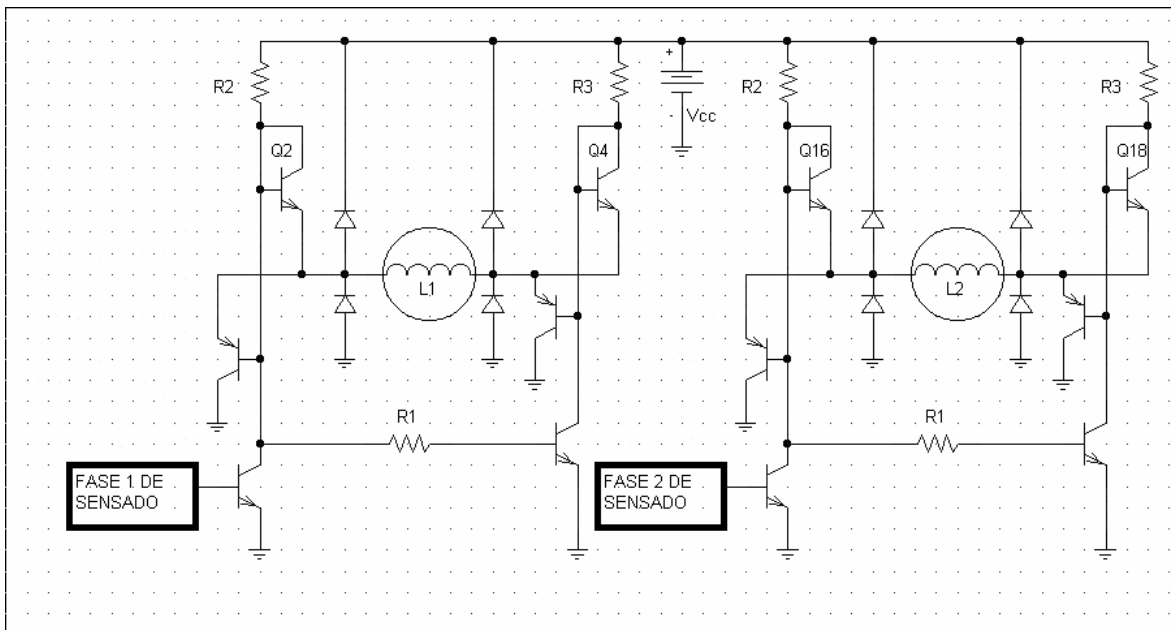 +
R2
R3
R2
R3
-
Vcc
Q2
Q4
Q16
Q18
L1
L2
R1
R1
FASE 1 DE
SENSADO
FASE 2 DE
SENSADO